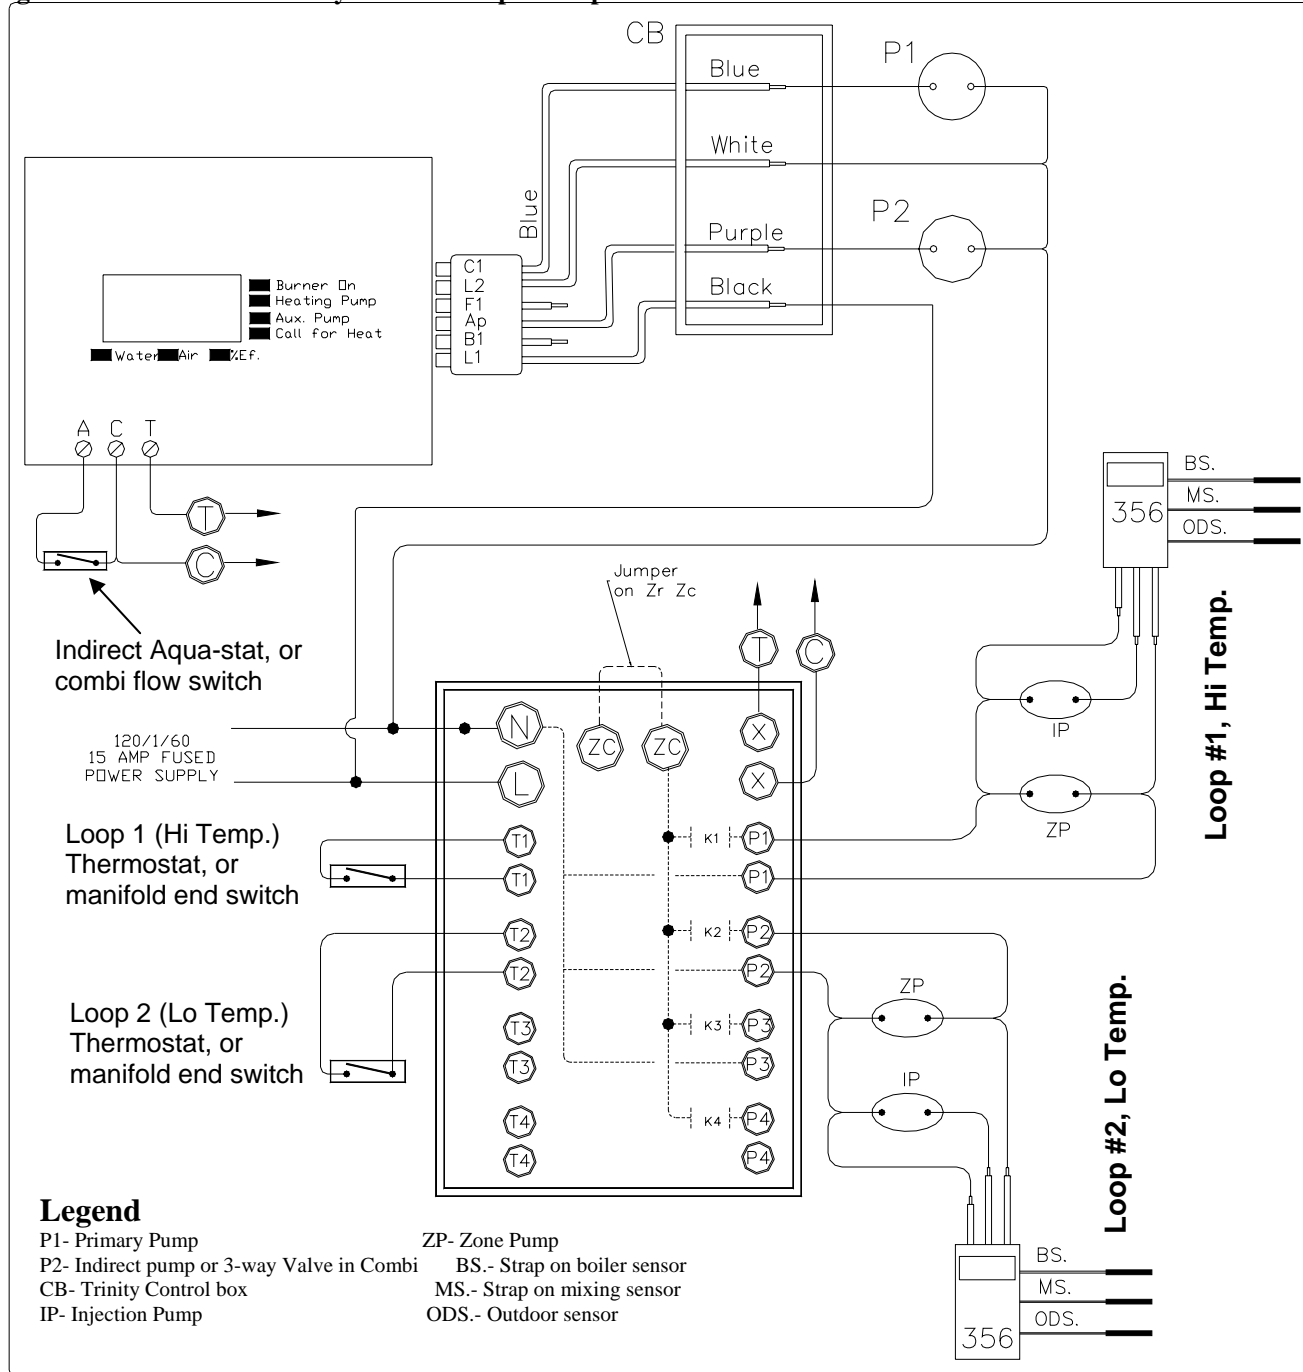 CB
P1
Blue
White
P2
Purple
Black
Blue
C1
L2
F1
Ap
B1
L1
Burner On
Heating Pump
Aux. Pump
Call for Heat
Water Air %Ef.
A C T
T
C
Indirect Aqua-stat, or
combi flow switch
BS.
MS.
ODS.
356
Loop #1, Hi Temp.
IP
ZP
Jumper
on Zr Zc
T
C
N
ZC
ZC
X
L
X
120/1/60
15 AMP FUSED
POWER SUPPLY
Loop 1 (Hi Temp.)
Thermostat, or
manifold end switch
T1
K1
P1
T1
P1
T2
K2
P2
T2
P2
Loop 2 (Lo Temp.)
Thermostat, or
manifold end switch
T3
K3
P3
T3
P3
T4
K4
P4
T4
P4
ZP
IP
Loop #2, Lo Temp.
BS.
MS.
ODS.
356
Legend
P1- Primary Pump ZP- Zone Pump
P2- Indirect pump or 3-way Valve in Combi BS.- Strap on boiler sensor
CB- Trinity Control box MS.- Strap on mixing sensor
IP- Injection Pump ODS.- Outdoor sensor